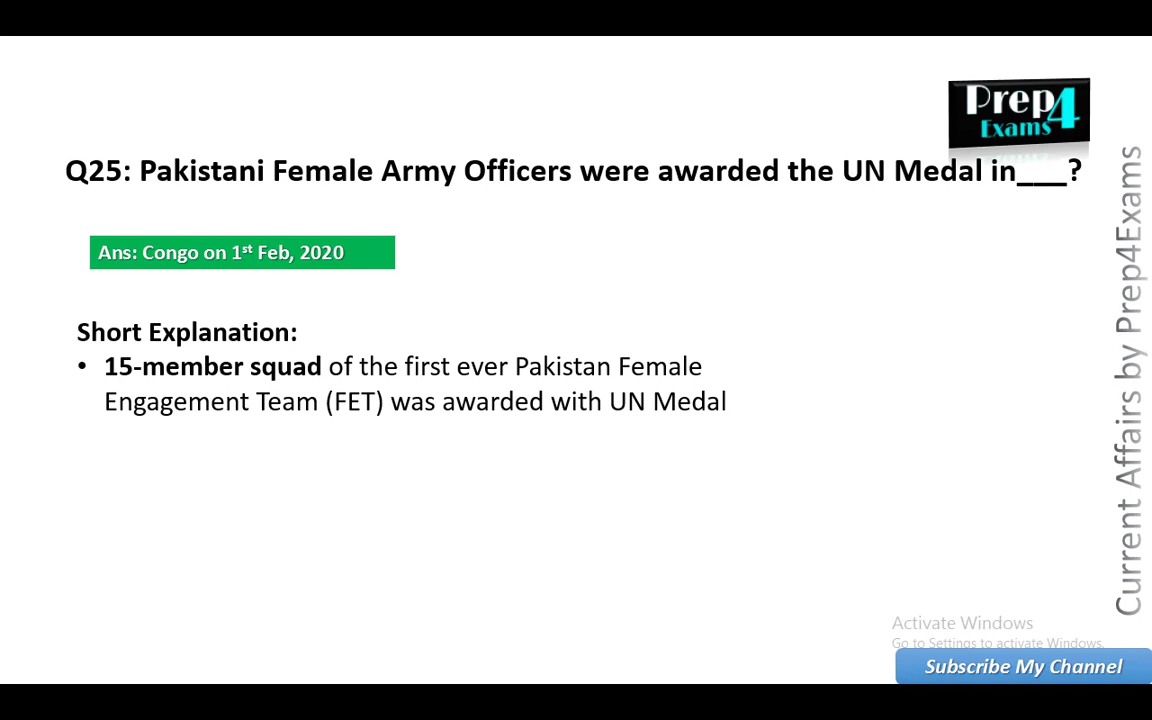 Prep4
Exams
Q25: Pakistani Female Army Officers were awarded the UN Medal in___?
Ans: Congo on 1st Feb, 2020
Short Explanation:
• 15-member squad of the first ever Pakistan Female
Engagement Team (FET) was awarded with UN Medal
Current Affairs by Prep4Exams
Activate Windows
Go to Settings to activate Windows.
Subscribe My Channel